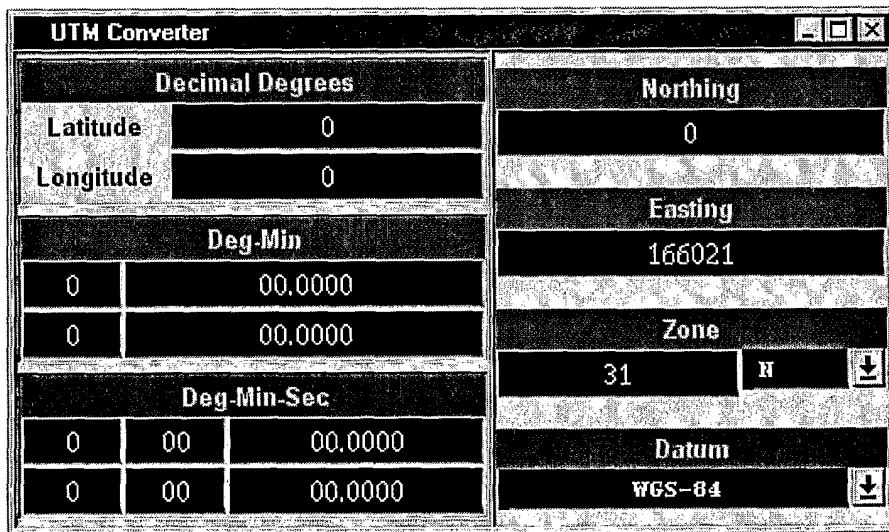 UTM Converter
Decimal Degrees
Latitude 0
Longitude 0
Deg-Min
0 00.0000
0 00.0000
Deg-Min-Sec
0 00 00.0000
0 00 00.0000
Northing
0
Easting
166021
Zone
31 N
Datum
WGS-84